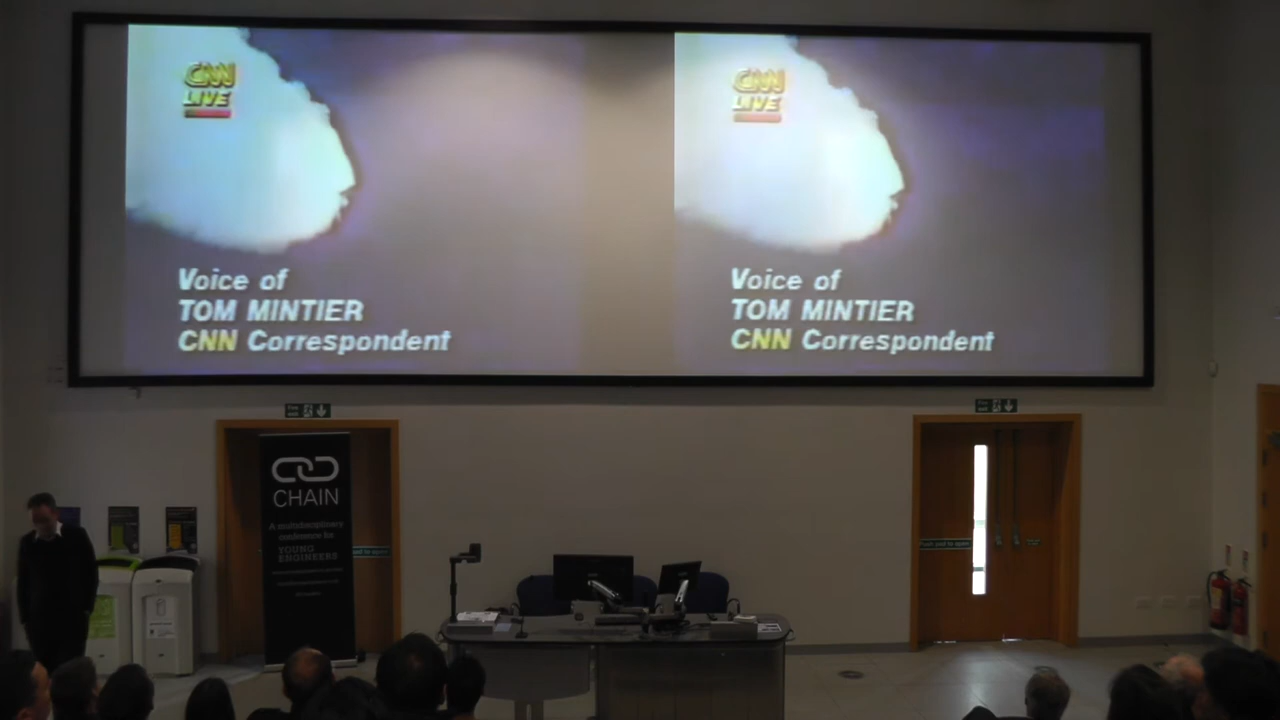 CNN
LIVE
Voice of
TOM MINTIER
CNN Correspondent
CNN
LIVE
Voice of
TOM MINTIER
CNN Correspondent
CHAIN
A multidisciplinary
conference for
YOUNG
ENGINEERS